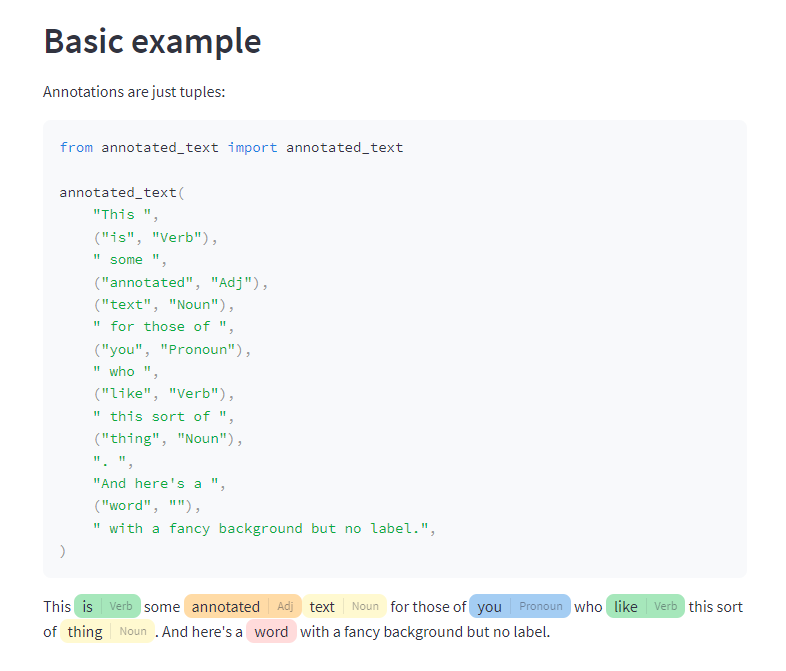 Basic example
Annotations are just tuples:
from annotated_text import annotated_text
annotated_text(
    "This ",
    ("is", "Verb"),
    " some ",
    ("annotated", "Adj"),
    ("text", "Noun"),
    " for those of ",
    ("you", "Pronoun"),
    " who ",
    ("like", "Verb"),
    " this sort of ",
    ("thing", "Noun"),
    ". ",
    "And here's a ",
    ("word", ""),
    " with a fancy background but no label.",
)
This is Verb some annotated Adj text Noun for those of you Pronoun who like Verb this sort
of thing Noun . And here's a word with a fancy background but no label.